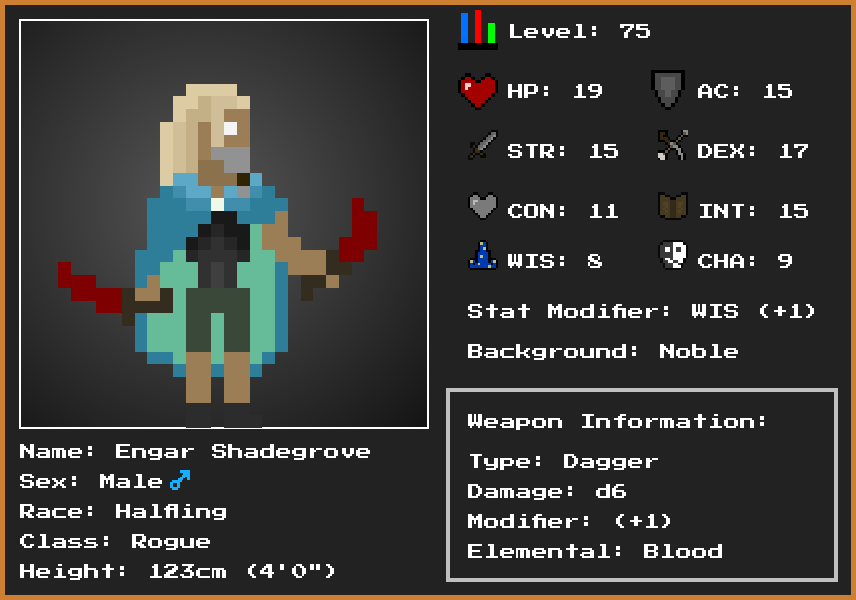 Level: 75
HP: 19
AC: 15
STR: 15
DEX: 17
CON: 11
INT: 15
WIS: 8
CHA: 9
Stat Modifier: WIS (+1)
Background: Noble
Weapon Information:
Type: Dagger
Damage: d6
Modifier: (+1)
Elemental: Blood
Name: Engar Shadegrove
Sex: Male♂
Race: Halfling
Class: Rogue
Height: 123cm (4'0")